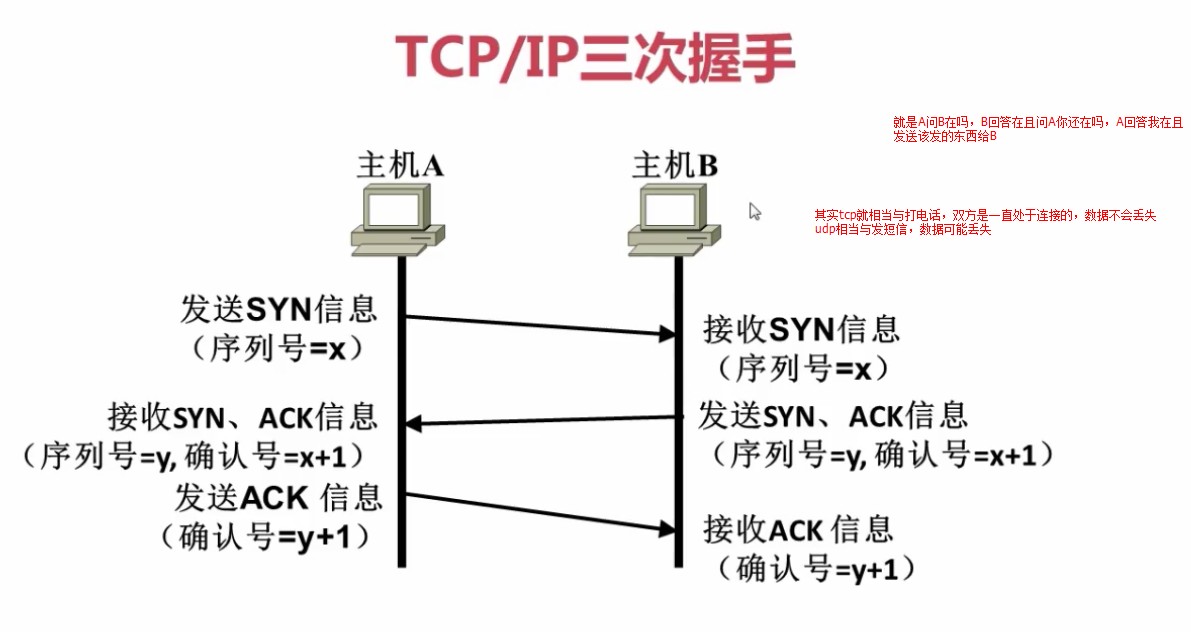 TCP/IP三次握手
就是A问B在吗，B回答在且问A你还在吗，A回答我在且
发送该发的东西给B
主机A
主机B
其实tcp就相当与打电话，双方是一直处于连接的，数据不会丢失
udp相当与发短信，数据可能丢失
发送SYN信息
（序列号=x）
接收SYN信息
（序列号=x）
接收SYN、ACK信息
（序列号=y, 确认号=x+1）
发送SYN、ACK信息
（序列号=y, 确认号=x+1）
发送ACK 信息
（确认号=y+1）
接收ACK 信息
（确认号=y+1）